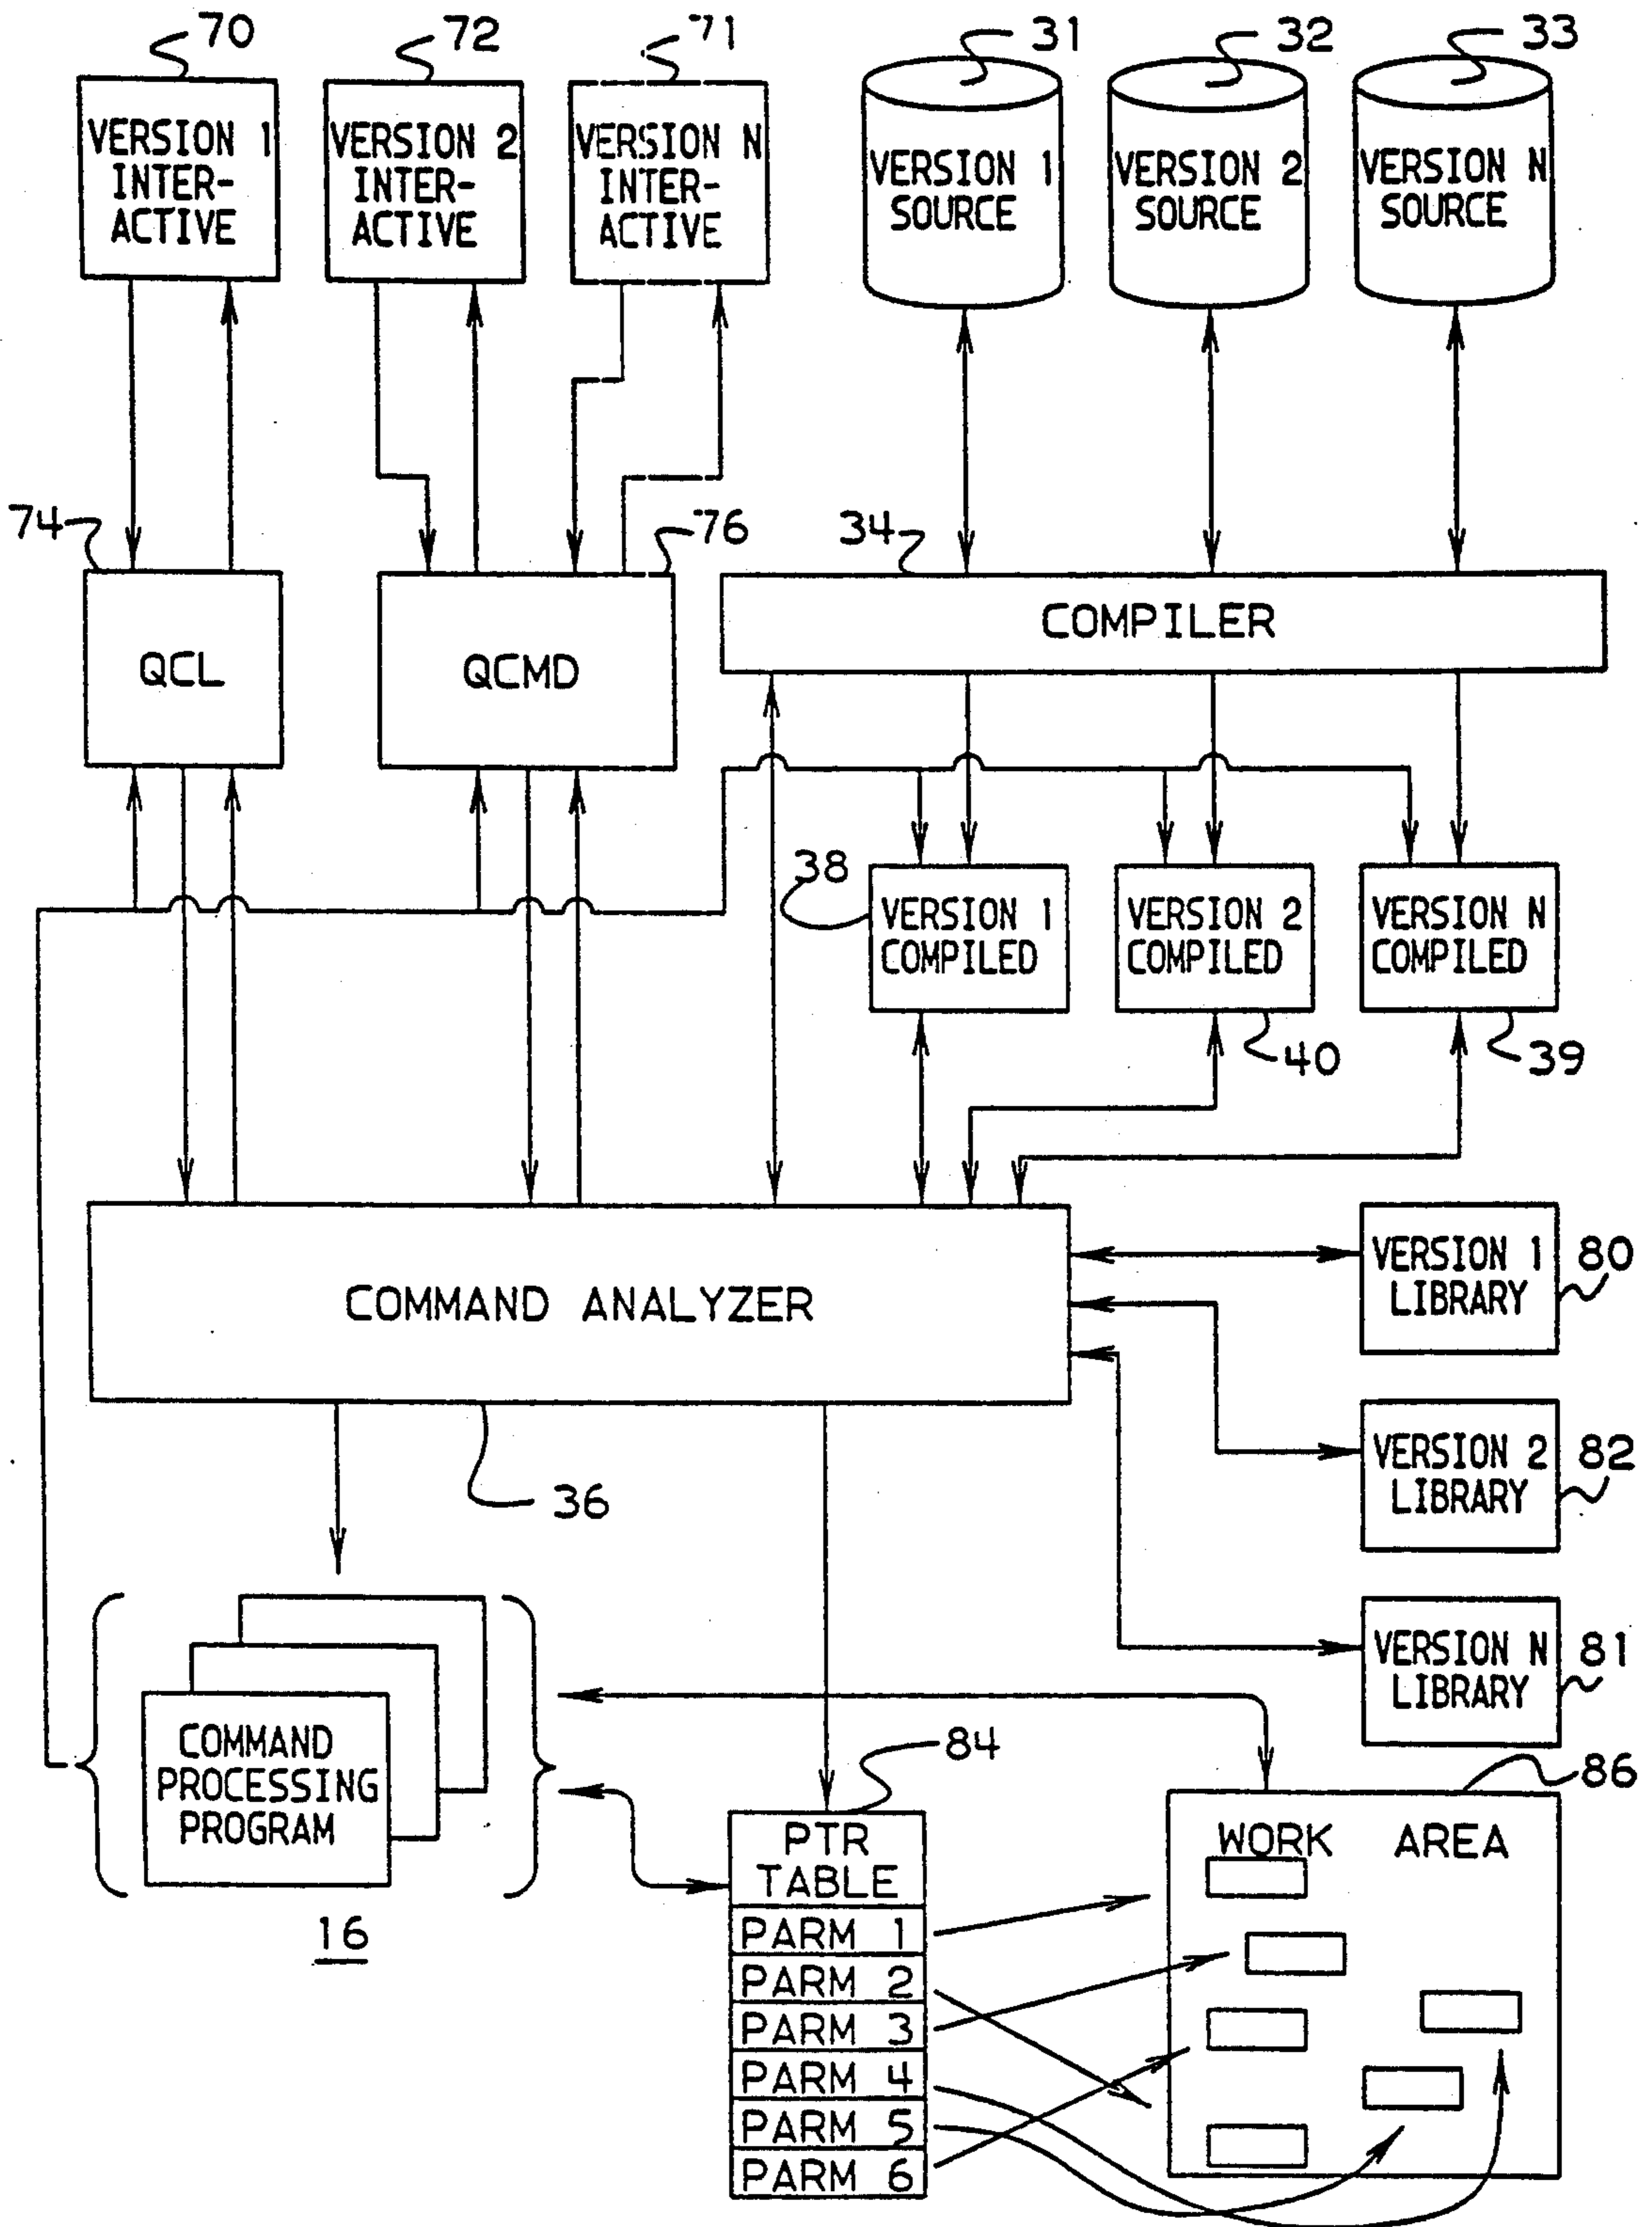 70
72
71
31
32
33
VERSION 1
INTER-
ACTIVE
VERSION 2
INTER-
ACTIVE
VERSION N
INTER-
ACTIVE
VERSION 1
SOURCE
VERSION 2
SOURCE
VERSION N
SOURCE
74
76
34
QCL
QCMD
COMPILER
38
VERSION 1
COMPILED
VERSION 2
COMPILED
VERSION N
COMPILED
40
39
COMMAND ANALYZER
36
VERSION 1
LIBRARY
80
VERSION 2
LIBRARY
82
VERSION N
LIBRARY
81
COMMAND
PROCESSING
PROGRAM
16
84
PTR
TABLE
PARM 1
PARM 2
PARM 3
PARM 4
PARM 5
PARM 6
86
WORK AREA